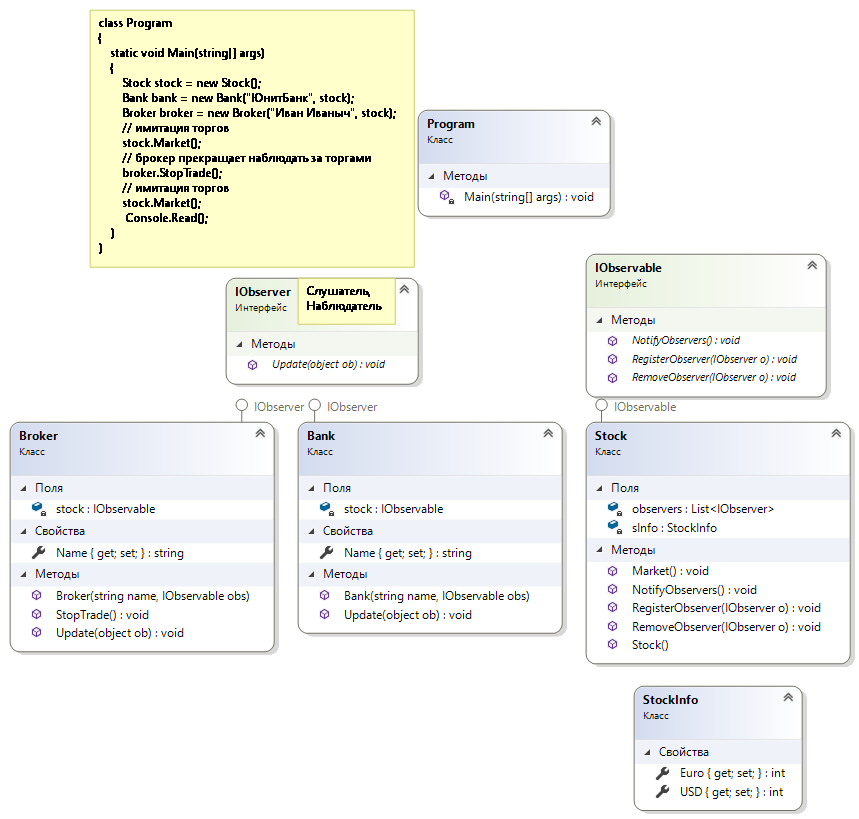 class Program
{
static void Main(string[] args)
{
Stock stock = new Stock();
Bank bank = new Bank("ЮнитБанк", stock);
Broker broker = new Broker("Иван Иваныч", stock);
// имитация торгов
stock.Market();
// брокер прекращает наблюдать за торгами
broker.StopTrade();
// имитация торгов
stock.Market();
Console.Read();
}
}
Program
Класс
Методы
Main(string[] args) : void
IObserver
Интерфейс
Слушатель,
Наблюдатель
Методы
Update(object ob) : void
IObservable
Интерфейс
Методы
NotifyObservers() : void
RegisterObserver(IObserver o) : void
RemoveObserver(IObserver o) : void
IObserver
Broker
Класс
Поля
stock : IObservable
Свойства
Name { get; set; } : string
Методы
Broker(string name, IObservable obs)
StopTrade() : void
Update(object ob) : void
IObserver
Bank
Класс
Поля
stock : IObservable
Свойства
Name { get; set; } : string
Методы
Bank(string name, IObservable obs)
Update(object ob) : void
IObservable
Stock
Класс
Поля
observers : List<IObserver>
sInfo : StockInfo
Методы
Market() : void
NotifyObservers() : void
RegisterObserver(IObserver o) : void
RemoveObserver(IObserver o) : void
Stock()
StockInfo
Класс
Свойства
Euro { get; set; } : int
USD { get; set; } : int